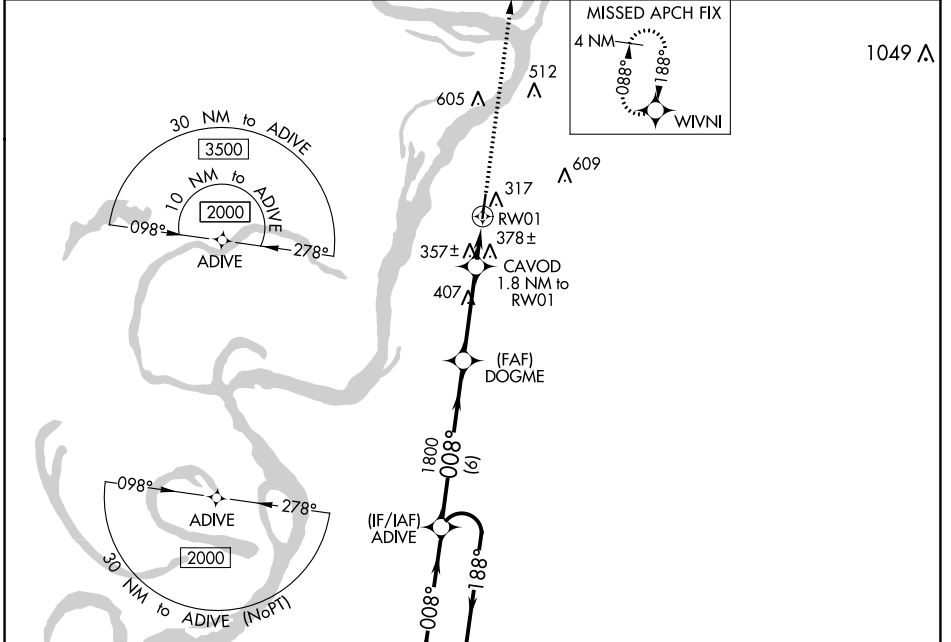 MISSED APCH FIX
4 NM
088°
188°
WIVNI
1049
512
605
609
317
RW01
378±
357±
CAVOD
1.8 NM to
RW01
407
(FAF)
DOGME
1800
008°
(6)
(IF/IAF)
ADIVE
008°
188°
30 NM to ADIVE
3500
10 NM to ADIVE
2000
098°
278°
ADIVE
098°
278°
ADIVE
2000
30 NM to ADIVE (NoPT)